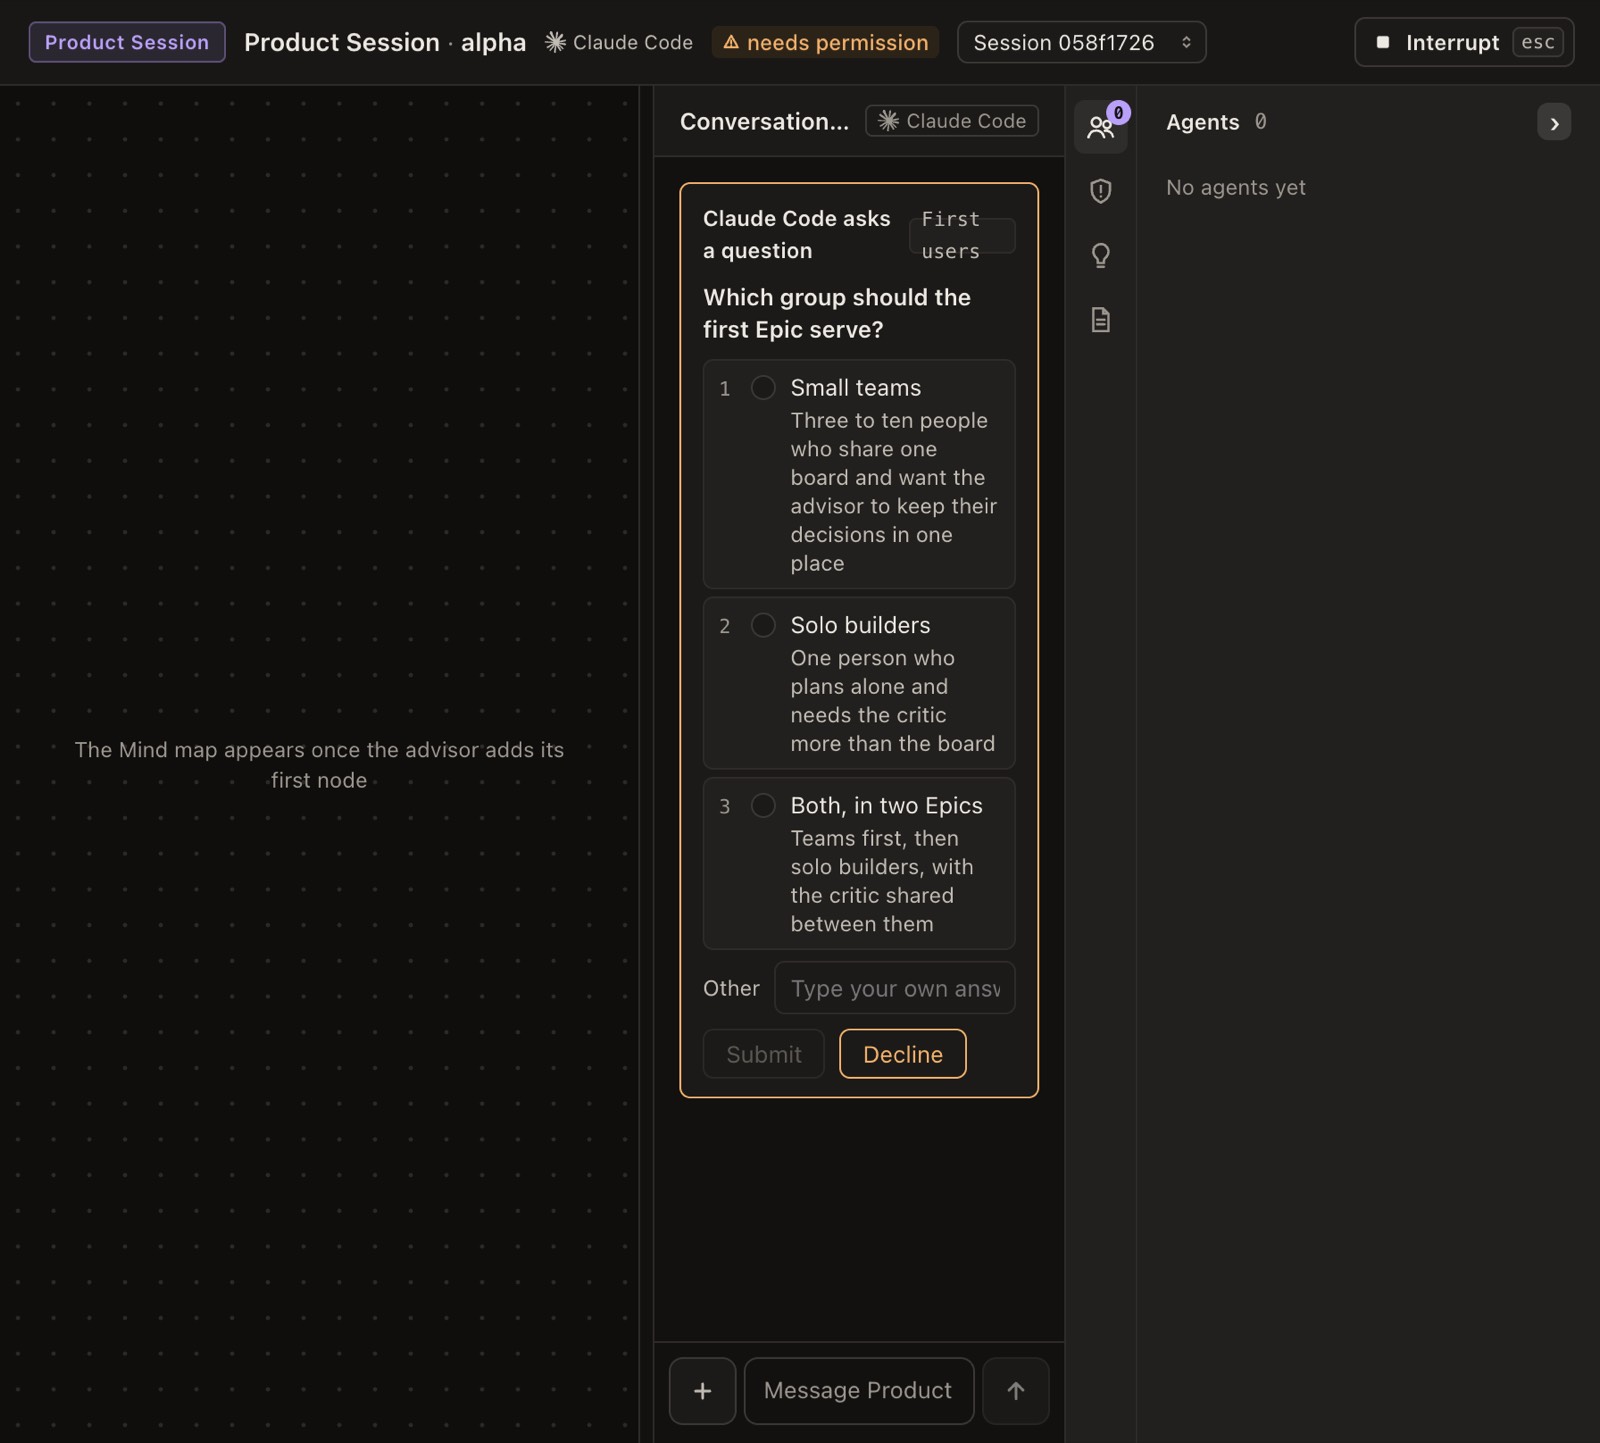 Product Session
Product Session · alpha
Claude Code
needs permission
Session 058f1726
Interrupt
esc
The Mind map appears once the advisor adds its
first node
Conversation...
Claude Code
Claude Code asks
a question
First
users
Which group should the
first Epic serve?
1
Small teams
Three to ten people
who share one
board and want the
advisor to keep their
decisions in one
place
2
Solo builders
One person who
plans alone and
needs the critic
more than the board
3
Both, in two Epics
Teams first, then
solo builders, with
the critic shared
between them
Other
Type your own answ
Submit
Decline
Message Product
0
Agents 0
No agents yet